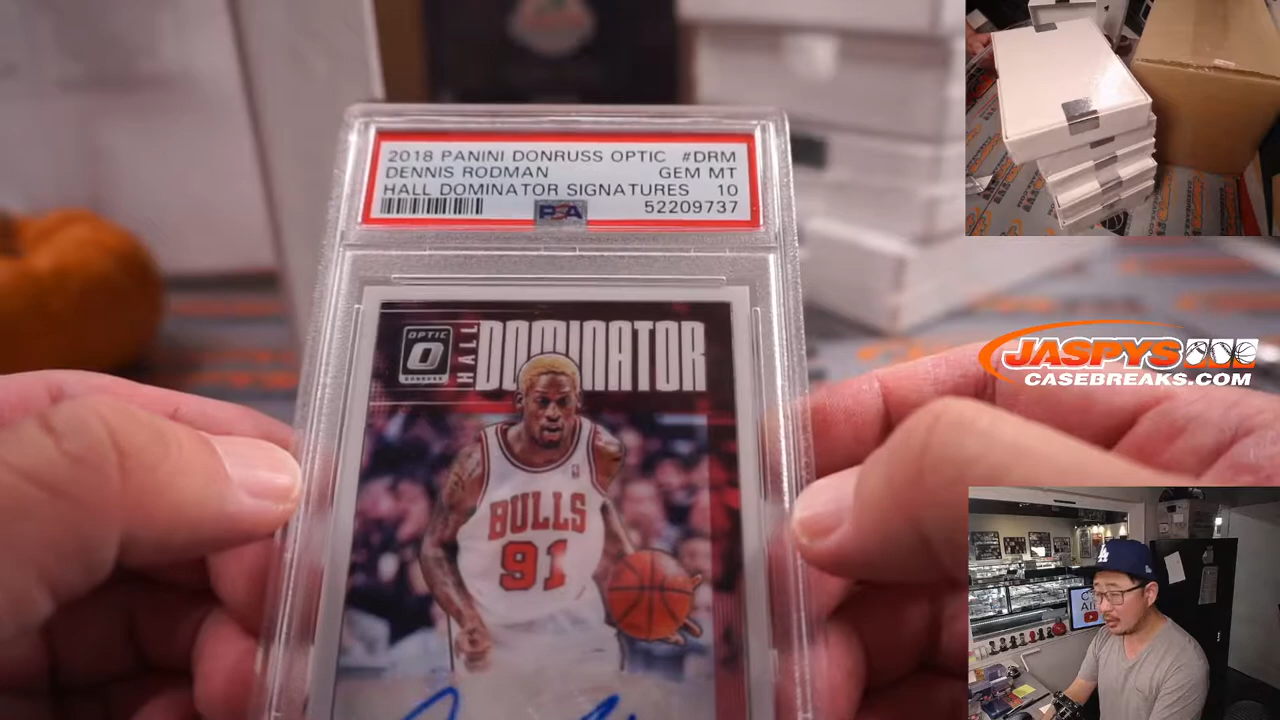 2018 PANINI DONRUSS OPTIC #DRM
DENNIS RODMAN GEM MT
HALL DOMINATOR SIGNATURES 10
PSA 52209737
OPTIC
DONRUSS
HALL
DOMINATOR
BULLS
91
JASPYS
CASEBREAKS.COM
LA